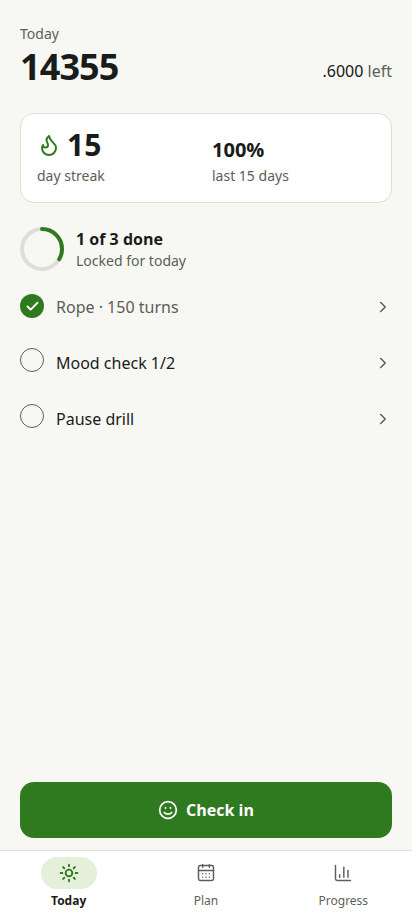 Today
14355
.6000 left
15
day streak
100%
last 15 days
1 of 3 done
Locked for today
Rope · 150 turns
Mood check 1/2
Pause drill
Check in
Today
Plan
Progress